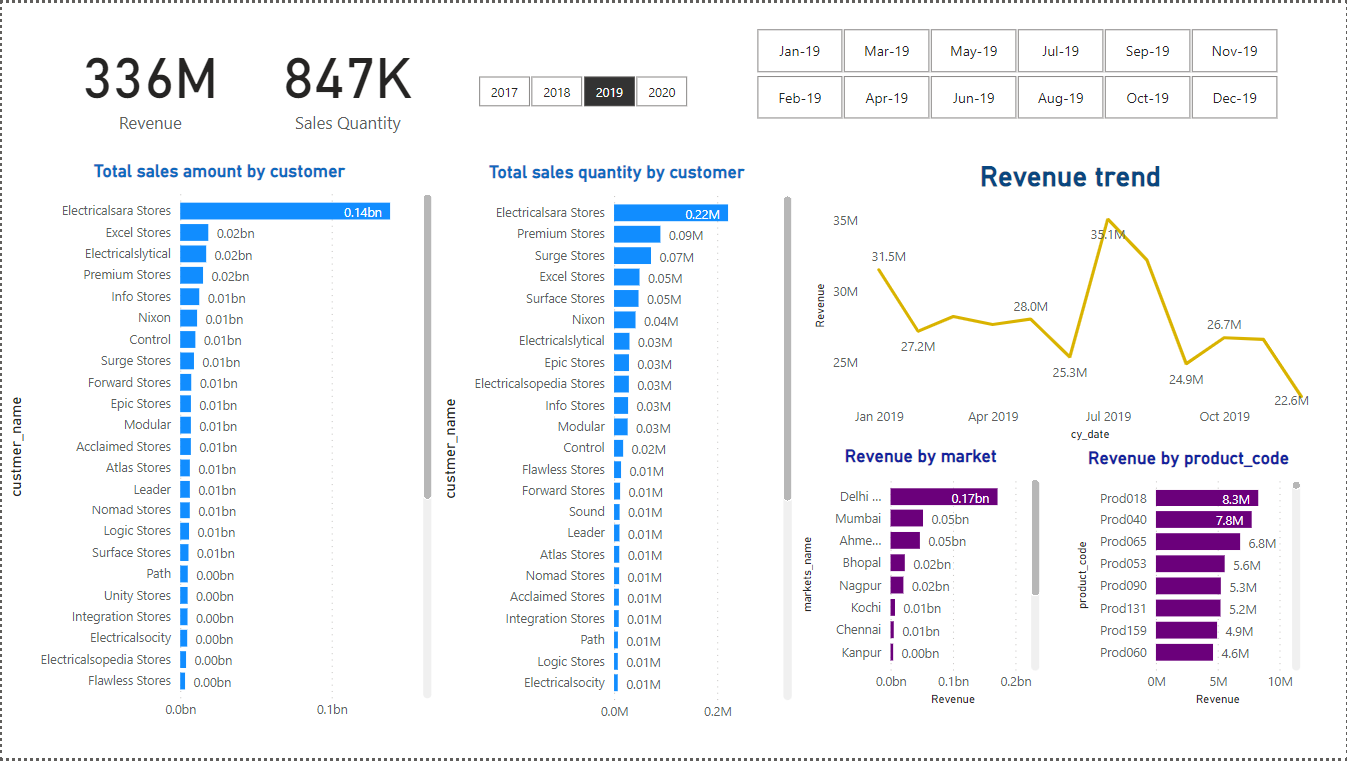 336M
Revenue
847K
Sales Quantity
2017 2018 2019 2020
Jan-19 Mar-19 May-19 Jul-19 Sep-19 Nov-19
Feb-19 Apr-19 Jun-19 Aug-19 Oct-19 Dec-19
Total sales amount by customer
custmer_name
Electricalsara Stores 0.14bn
Excel Stores 0.02bn
Electricalslytical 0.02bn
Premium Stores 0.02bn
Info Stores 0.01bn
Nixon 0.01bn
Control 0.01bn
Surge Stores 0.01bn
Forward Stores 0.01bn
Epic Stores 0.01bn
Modular 0.01bn
Acclaimed Stores 0.01bn
Atlas Stores 0.01bn
Leader 0.01bn
Nomad Stores 0.01bn
Logic Stores 0.01bn
Surface Stores 0.01bn
Path 0.00bn
Unity Stores 0.00bn
Integration Stores 0.00bn
Electricalsocity 0.00bn
Electricalsopedia Stores 0.00bn
Flawless Stores 0.00bn
0.0bn 0.1bn
Total sales quantity by customer
custmer_name
Electricalsara Stores 0.22M
Premium Stores 0.09M
Surge Stores 0.07M
Excel Stores 0.05M
Surface Stores 0.05M
Nixon 0.04M
Electricalslytical 0.03M
Epic Stores 0.03M
Electricalsopedia Stores 0.03M
Info Stores 0.03M
Modular 0.03M
Control 0.02M
Flawless Stores 0.01M
Forward Stores 0.01M
Sound 0.01M
Leader 0.01M
Atlas Stores 0.01M
Nomad Stores 0.01M
Acclaimed Stores 0.01M
Integration Stores 0.01M
Path 0.01M
Logic Stores 0.01M
Electricalsocity 0.01M
0.0M 0.2M
Revenue trend
Revenue
35M
30M
25M
31.5M
27.2M
28.0M
25.3M
35.1M
24.9M
26.7M
22.6M
Jan 2019 Apr 2019 Jul 2019 Oct 2019
cy_date
Revenue by market
markets_name
Delhi ... 0.17bn
Mumbai 0.05bn
Ahme... 0.05bn
Bhopal 0.02bn
Nagpur 0.02bn
Kochi 0.01bn
Chennai 0.01bn
Kanpur 0.00bn
0.0bn 0.1bn 0.2bn
Revenue
Revenue by product_code
product_code
Prod018 8.3M
Prod040 7.8M
Prod065 6.8M
Prod053 5.6M
Prod090 5.3M
Prod131 5.2M
Prod159 4.9M
Prod060 4.6M
0M 5M 10M
Revenue